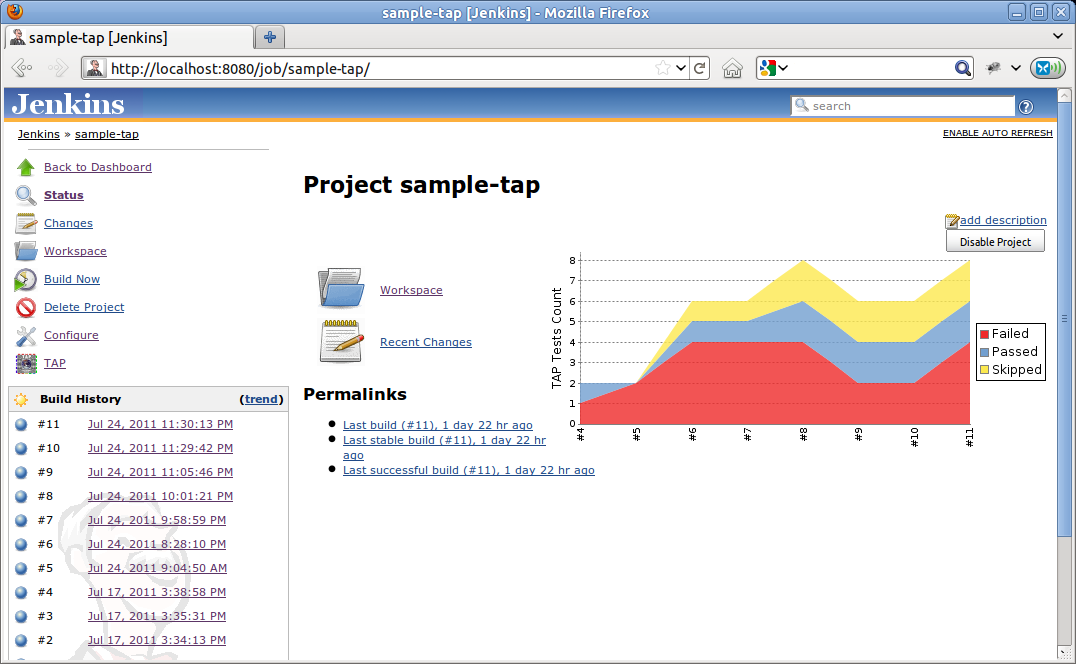 sample-tap [Jenkins] - Mozilla Firefox
sample-tap [Jenkins]
http://localhost:8080/job/sample-tap/
Jenkins
search
Jenkins » sample-tap
ENABLE AUTO REFRESH
Back to Dashboard
Status
Changes
Workspace
Build Now
Delete Project
Configure
TAP
Build History (trend)
#11 Jul 24, 2011 11:30:13 PM
#10 Jul 24, 2011 11:29:42 PM
#9 Jul 24, 2011 11:05:46 PM
#8 Jul 24, 2011 10:01:21 PM
#7 Jul 24, 2011 9:58:59 PM
#6 Jul 24, 2011 8:28:10 PM
#5 Jul 24, 2011 9:04:50 AM
#4 Jul 17, 2011 3:38:58 PM
#3 Jul 17, 2011 3:35:31 PM
#2 Jul 17, 2011 3:34:13 PM
Project sample-tap
add description
Disable Project
Workspace
Recent Changes
Permalinks
Last build (#11), 1 day 22 hr ago
Last stable build (#11), 1 day 22 hr
ago
Last successful build (#11), 1 day 22 hr ago
TAP Tests Count
8
7
6
5
4
3
2
1
0
#4 #5 #6 #7 #8 #9 #10 #11
Failed
Passed
Skipped